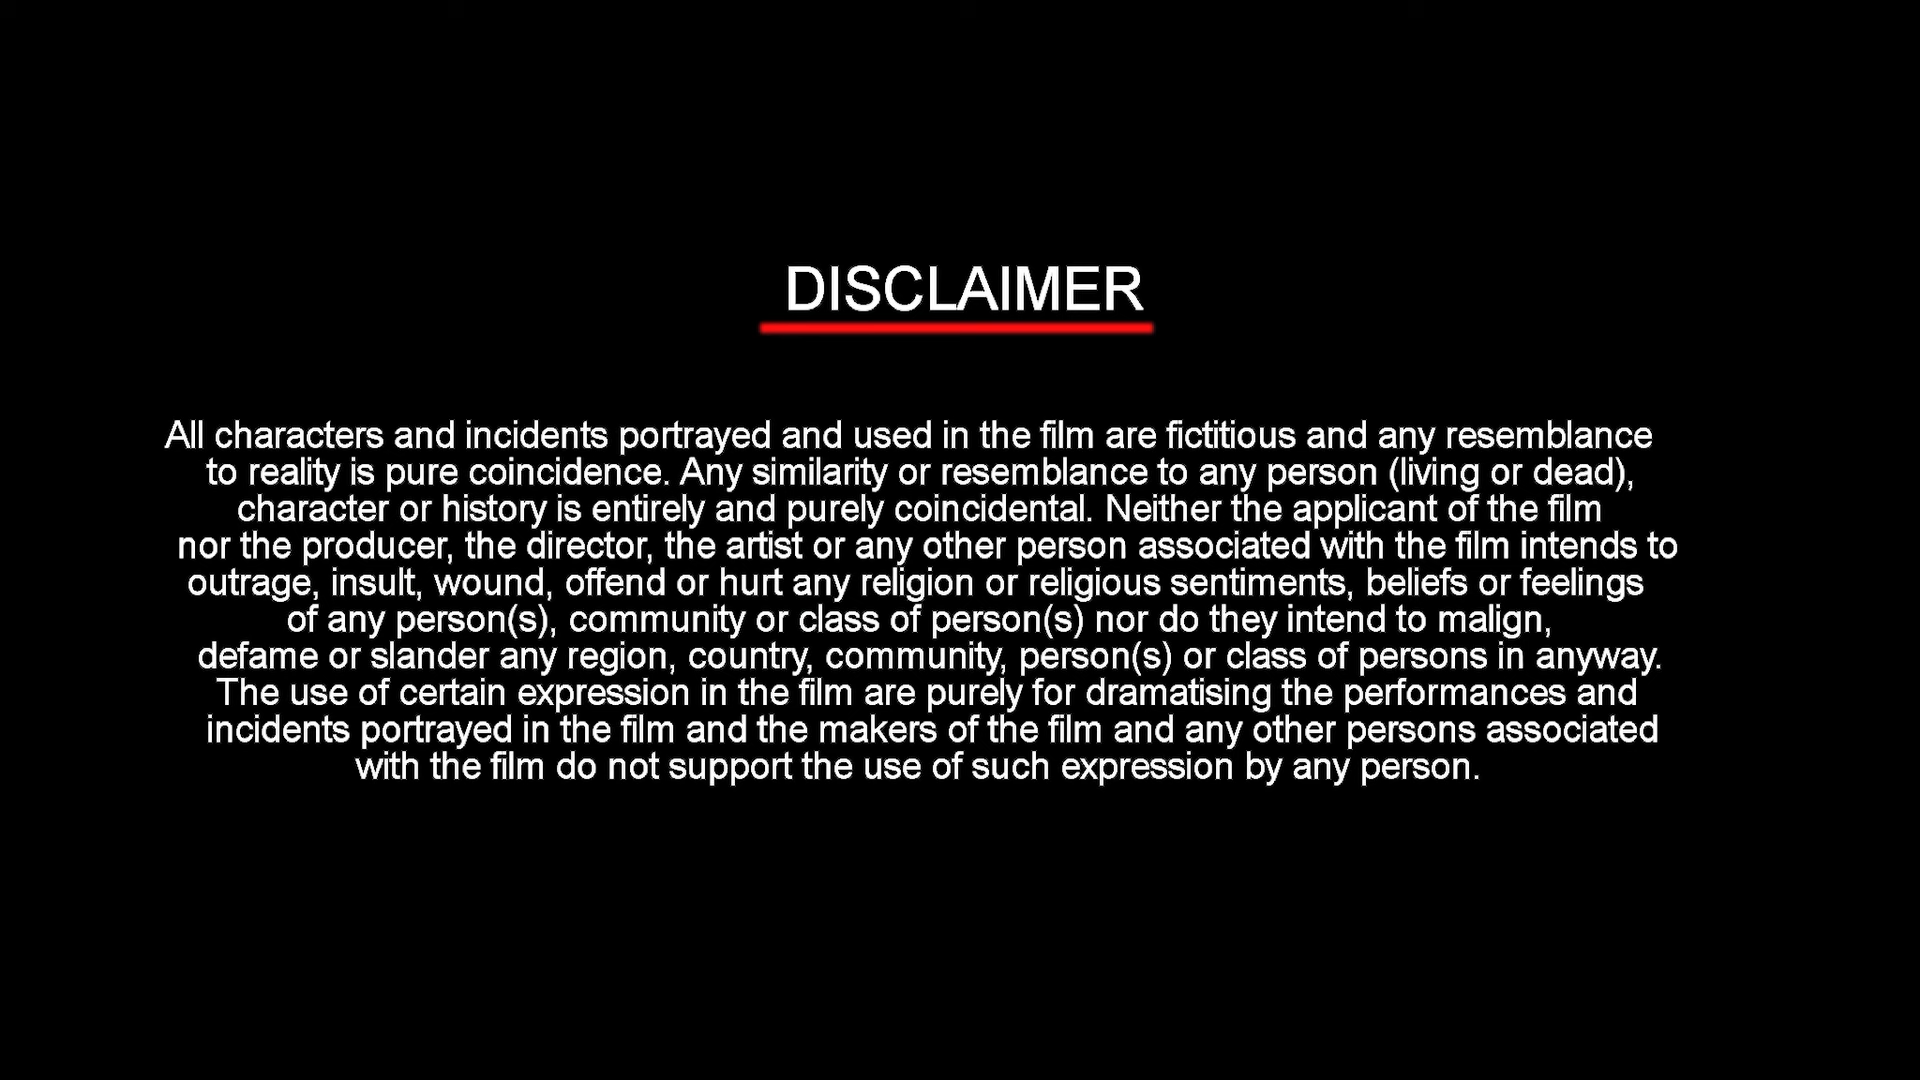 DISCLAIMER
All characters and incidents portrayed and used in the film are fictitious and any resemblance
to reality is pure coincidence. Any similarity or resemblance to any person (living or dead),
character or history is entirely and purely coincidental. Neither the applicant of the film
nor the producer, the director, the artist or any other person associated with the film intends to
outrage, insult, wound, offend or hurt any religion or religious sentiments, beliefs or feelings
of any person(s), community or class of person(s) nor do they intend to malign,
defame or slander any region, country, community, person(s) or class of persons in anyway.
The use of certain expression in the film are purely for dramatising the performances and
incidents portrayed in the film and the makers of the film and any other persons associated
with the film do not support the use of such expression by any person.